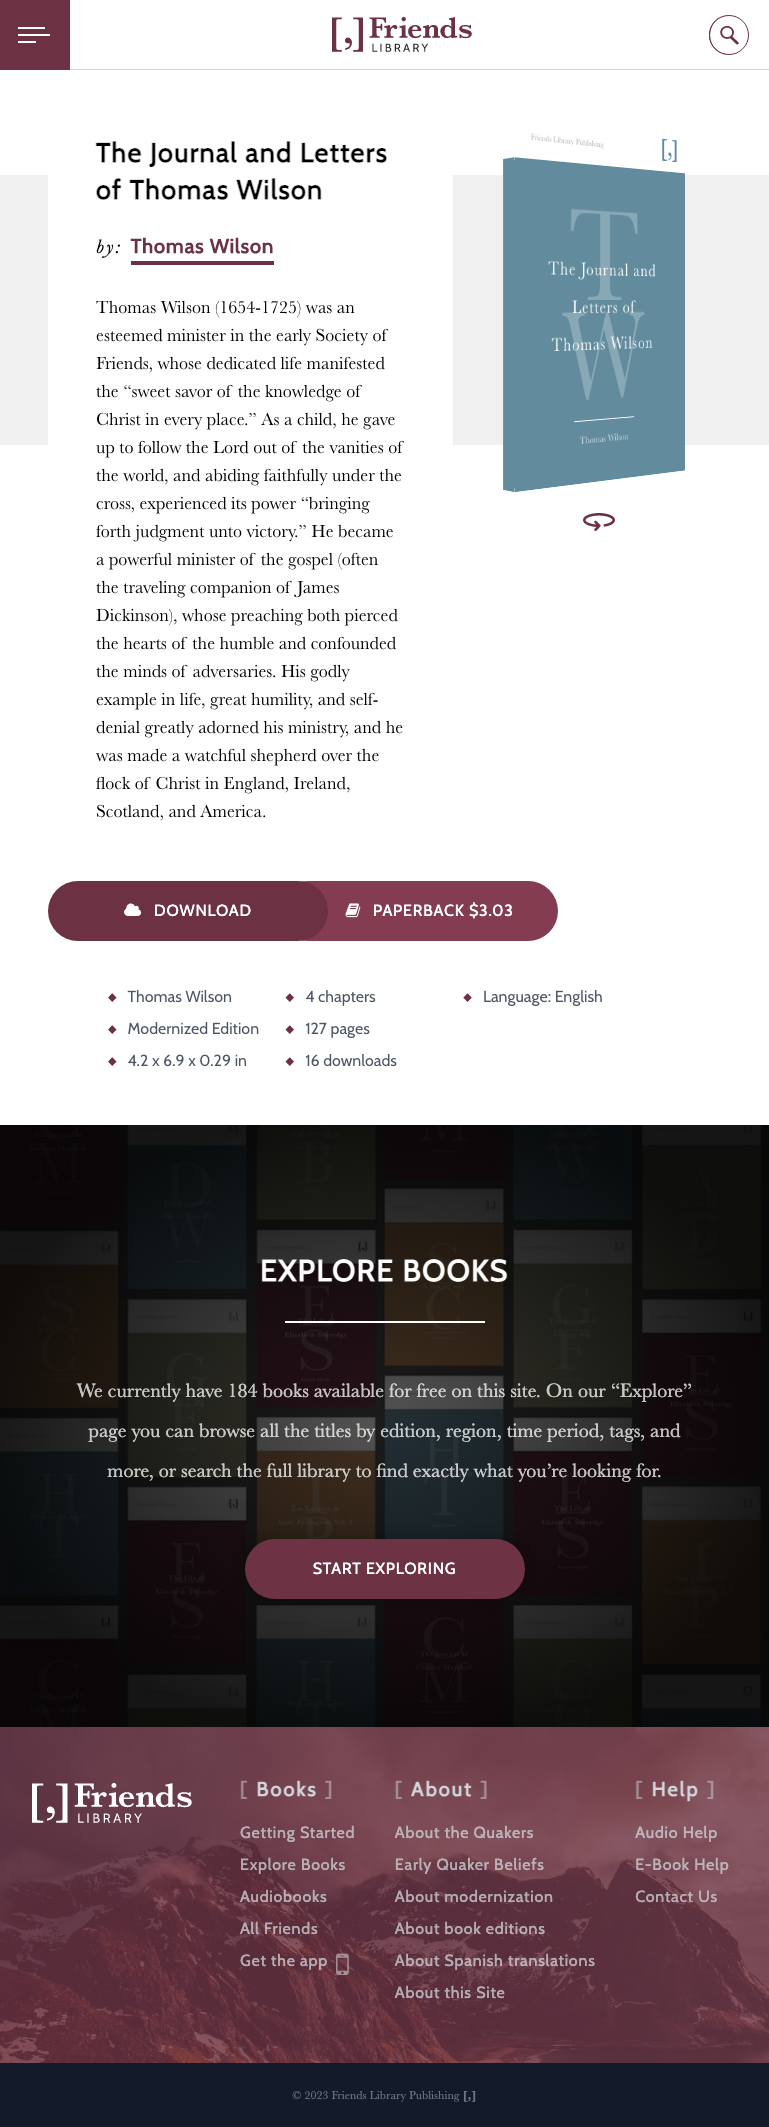 [,] Friends
LIBRARY
The Journal and Letters
of Thomas Wilson
by: Thomas Wilson
Thomas Wilson (1654-1725) was an
esteemed minister in the early Society of
Friends, whose dedicated life manifested
the “sweet savor of the knowledge of
Christ in every place.” As a child, he gave
up to follow the Lord out of the vanities of
the world, and abiding faithfully under the
cross, experienced its power “bringing
forth judgment unto victory.” He became
a powerful minister of the gospel (often
the traveling companion of James
Dickinson), whose preaching both pierced
the hearts of the humble and confounded
the minds of adversaries. His godly
example in life, great humility, and self-
denial greatly adorned his ministry, and he
was made a watchful shepherd over the
flock of Christ in England, Ireland,
Scotland, and America.
Friends Library Publishing
[,]
T
W
The Journal and
Letters of
Thomas Wilson
Thomas Wilson
DOWNLOAD
PAPERBACK $3.03
Thomas Wilson
Modernized Edition
4.2 x 6.9 x 0.29 in
4 chapters
127 pages
16 downloads
Language: English
EXPLORE BOOKS
We currently have 184 books available for free on this site. On our “Explore”
page you can browse all the titles by edition, region, time period, tags, and
more, or search the full library to find exactly what you’re looking for.
START EXPLORING
[,] Friends
LIBRARY
[ Books ]
Getting Started
Explore Books
Audiobooks
All Friends
Get the app
[ About ]
About the Quakers
Early Quaker Beliefs
About modernization
About book editions
About Spanish translations
About this Site
[ Help ]
Audio Help
E-Book Help
Contact Us
© 2023 Friends Library Publishing [,]